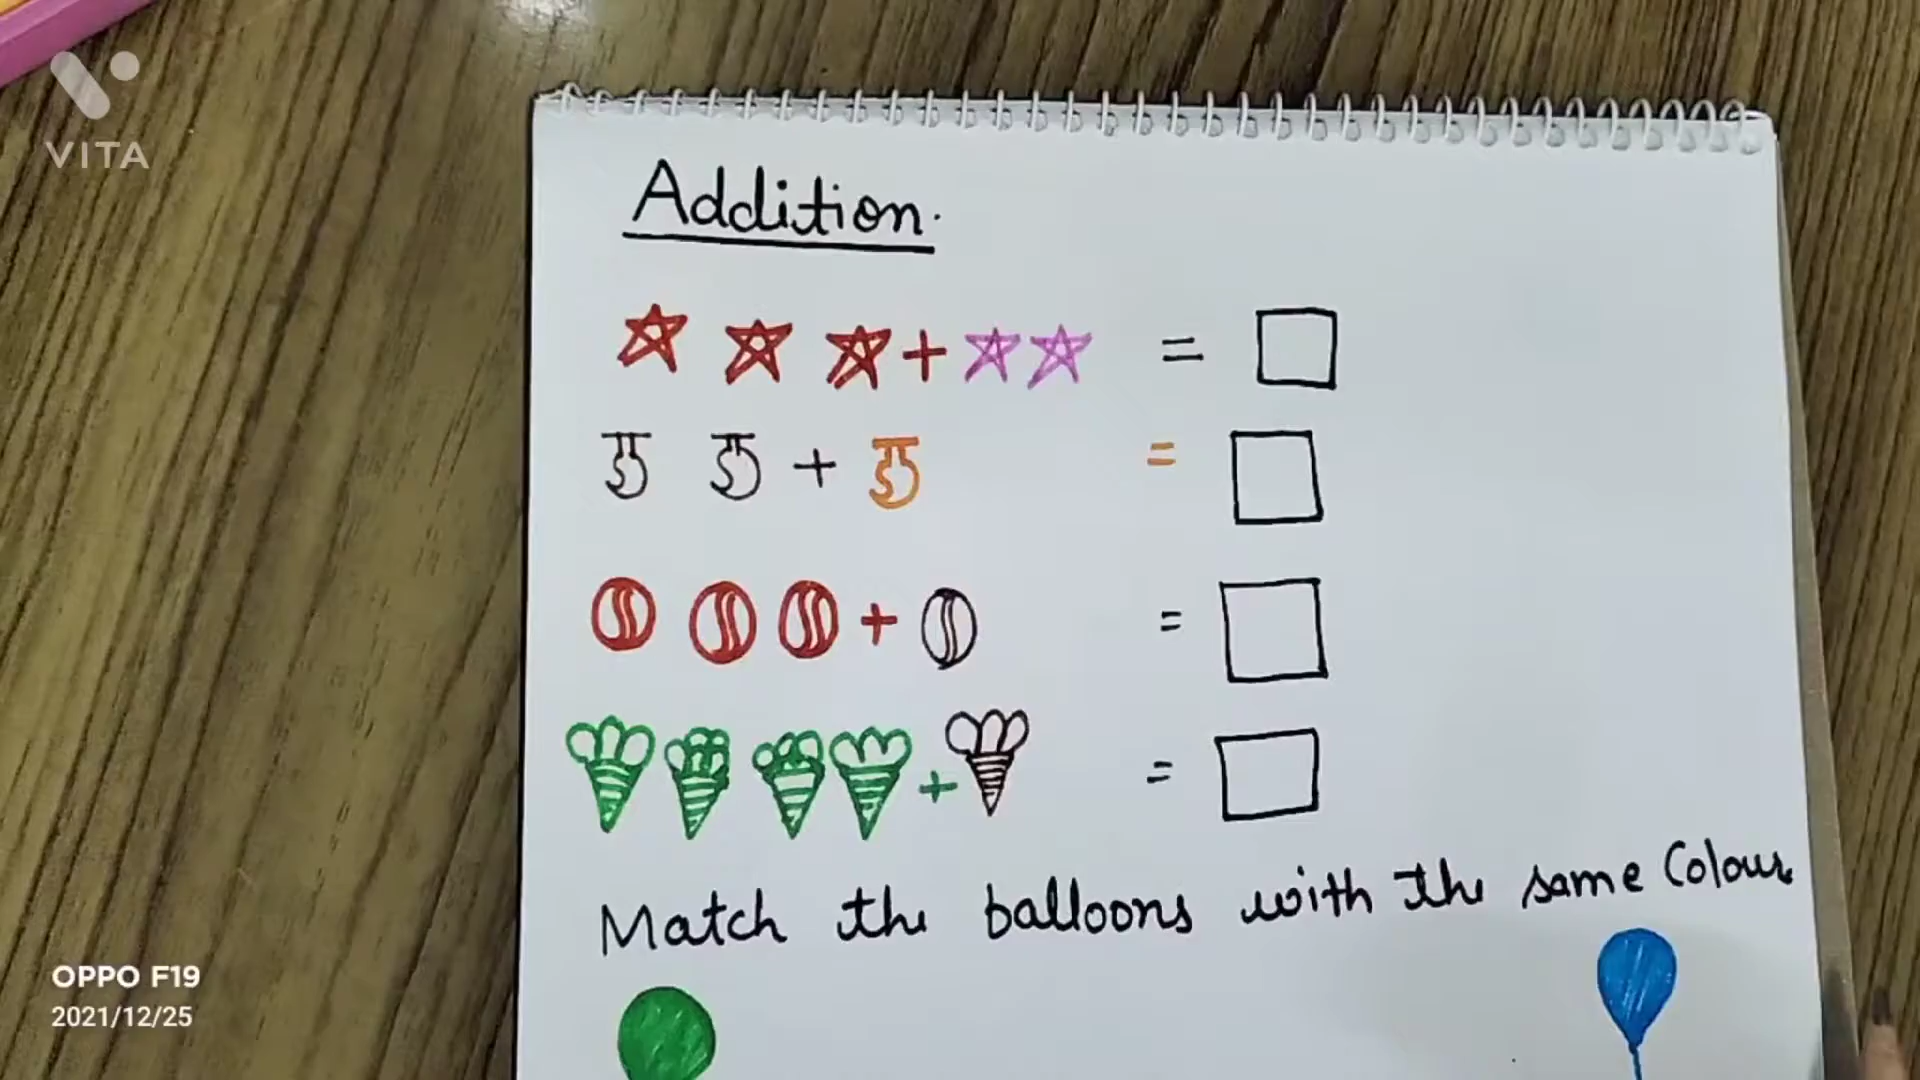 VITA
Addition.
+ =
+ =
+ =
+ =
Match the balloons with the same Colour
OPPO F19
2021/12/25